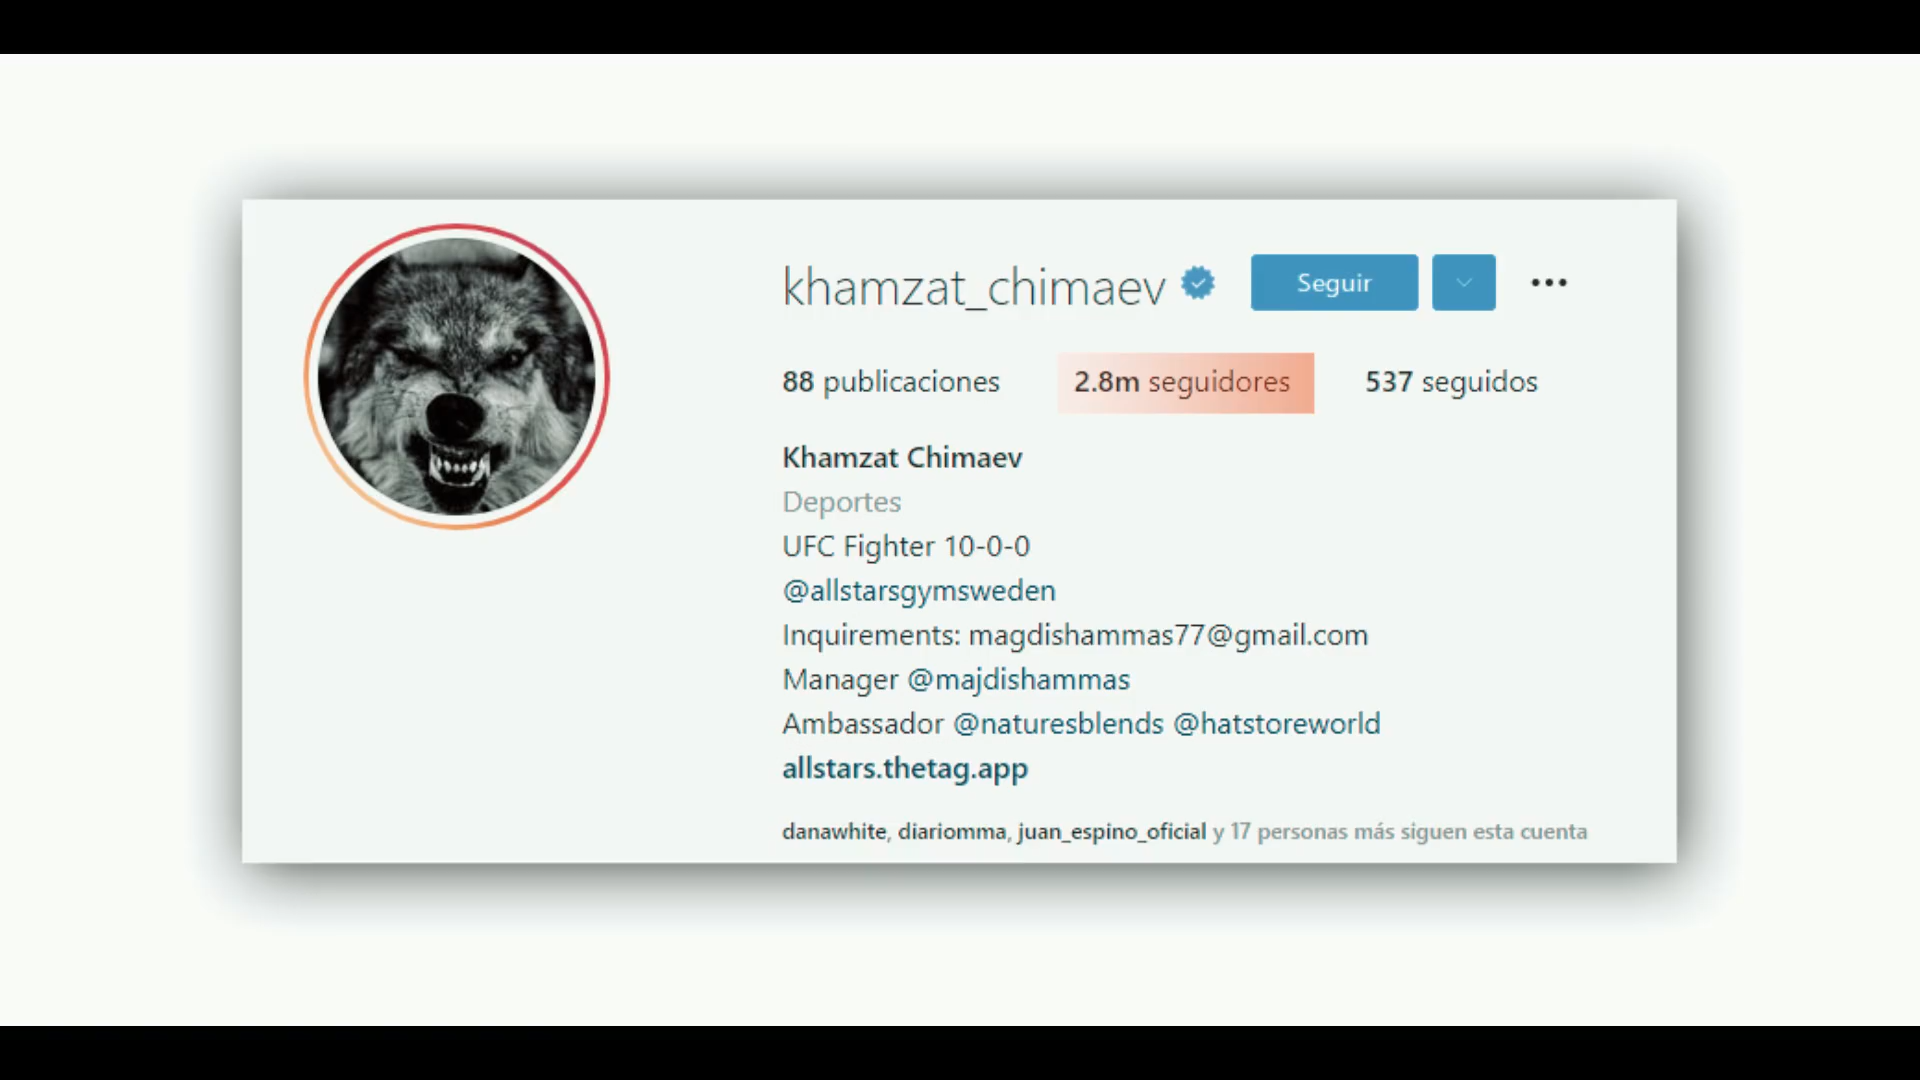 khamzat_chimaev Seguir
88 publicaciones 2.8m seguidores 537 seguidos
Khamzat Chimaev
Deportes
UFC Fighter 10-0-0
@allstarsgymsweden
Inquirements: magdishammas77@gmail.com
Manager @majdishammas
Ambassador @naturesblends @hatstoreworld
allstars.thetag.app
danawhite, diariomma, juan_espino_oficial y 17 personas más siguen esta cuenta